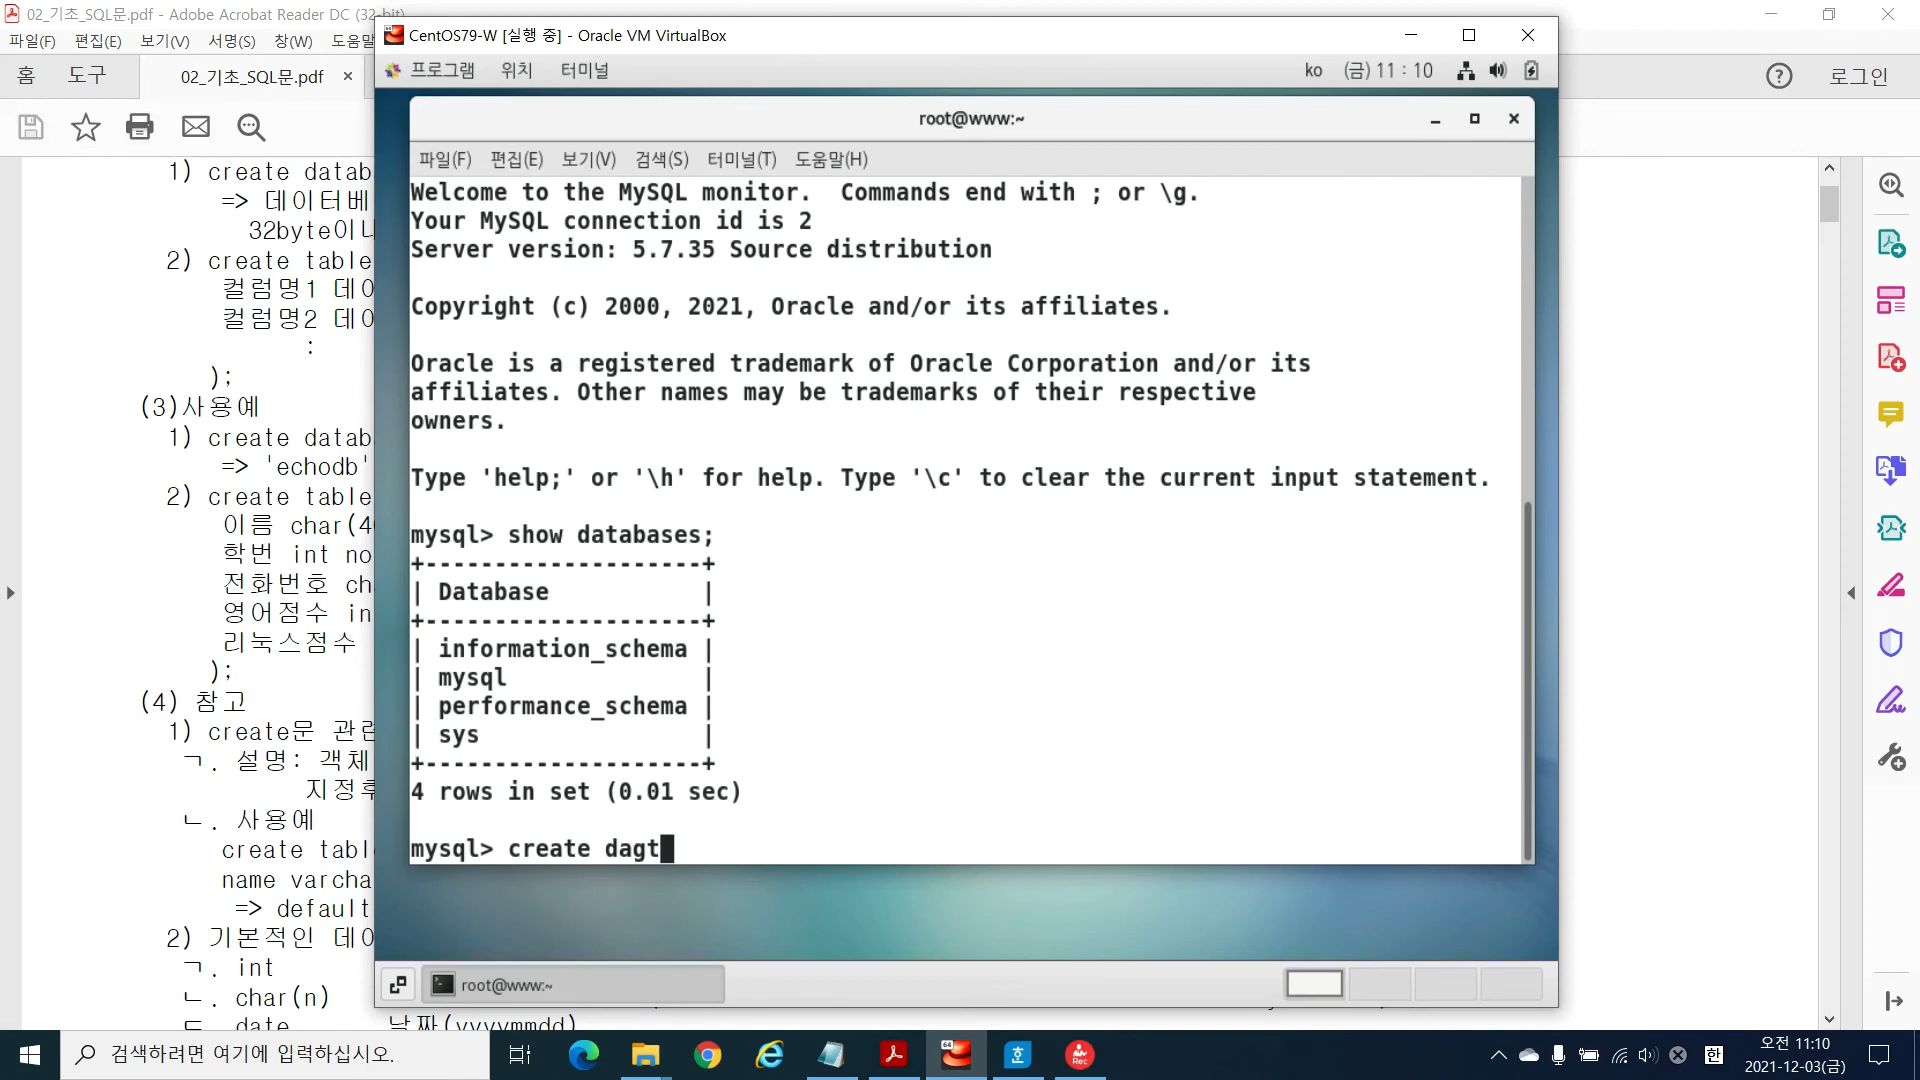 02_기초_SQL문.pdf - Adobe Acrobat Reader DC (32-bit)
파일(F) 편집(E) 보기(V) 서명(S) 창(W) 도움말
홈 도구 02_기초_SQL문.pdf × 로그인
1) create datab
=> 데이터베
32byte이니
2) create table
컬럼명1 데이
컬럼명2 데이
:
);
(3)사용예
1) create datab
=> 'echodb'
2) create table
이름 char(40
학번 int no
전화번호 cha
영어점수 in
리눅스점수
);
(4) 참고
1) create문 관련
ㄱ. 설명: 객체
지정후
ㄴ. 사용예
create tabl
name varcha
=> default
2) 기본적인 데이
ㄱ. int
ㄴ. char(n)
ㄷ. date 날짜(yyyymmdd)
CentOS79-W [실행 중] - Oracle VM VirtualBox
프로그램 위치 터미널 ko (금) 11 : 10
root@www:~
파일(F) 편집(E) 보기(V) 검색(S) 터미널(T) 도움말(H)
Welcome to the MySQL monitor.  Commands end with ; or \g.
Your MySQL connection id is 2
Server version: 5.7.35 Source distribution
Copyright (c) 2000, 2021, Oracle and/or its affiliates.
Oracle is a registered trademark of Oracle Corporation and/or its
affiliates. Other names may be trademarks of their respective
owners.
Type 'help;' or '\h' for help. Type '\c' to clear the current input statement.
mysql> show databases;
+--------------------+
| Database           |
+--------------------+
| information_schema |
| mysql              |
| performance_schema |
| sys                |
+--------------------+
4 rows in set (0.01 sec)
mysql> create dagt
root@www:~
검색하려면 여기에 입력하십시오.
64
호
Rec
한
오전 11:10
2021-12-03(금)